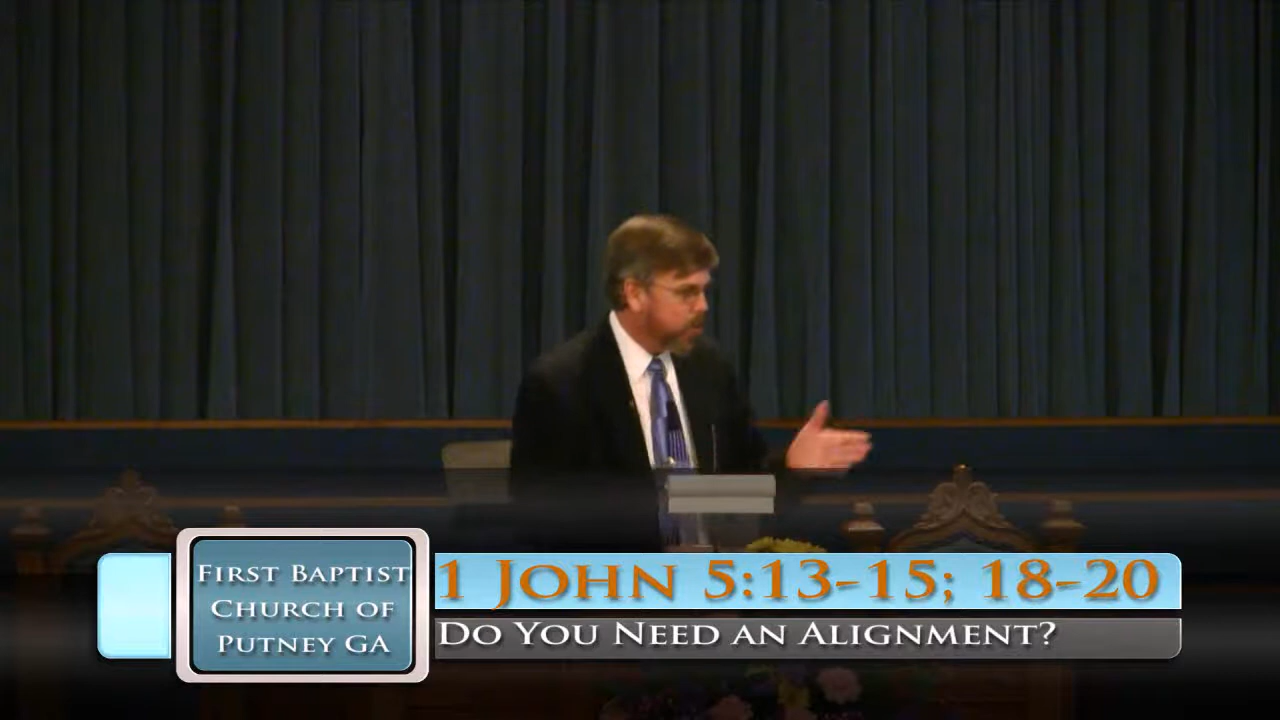 First Baptist
Church of
Putney GA
1 John 5:13-15; 18-20
Do You Need an Alignment?